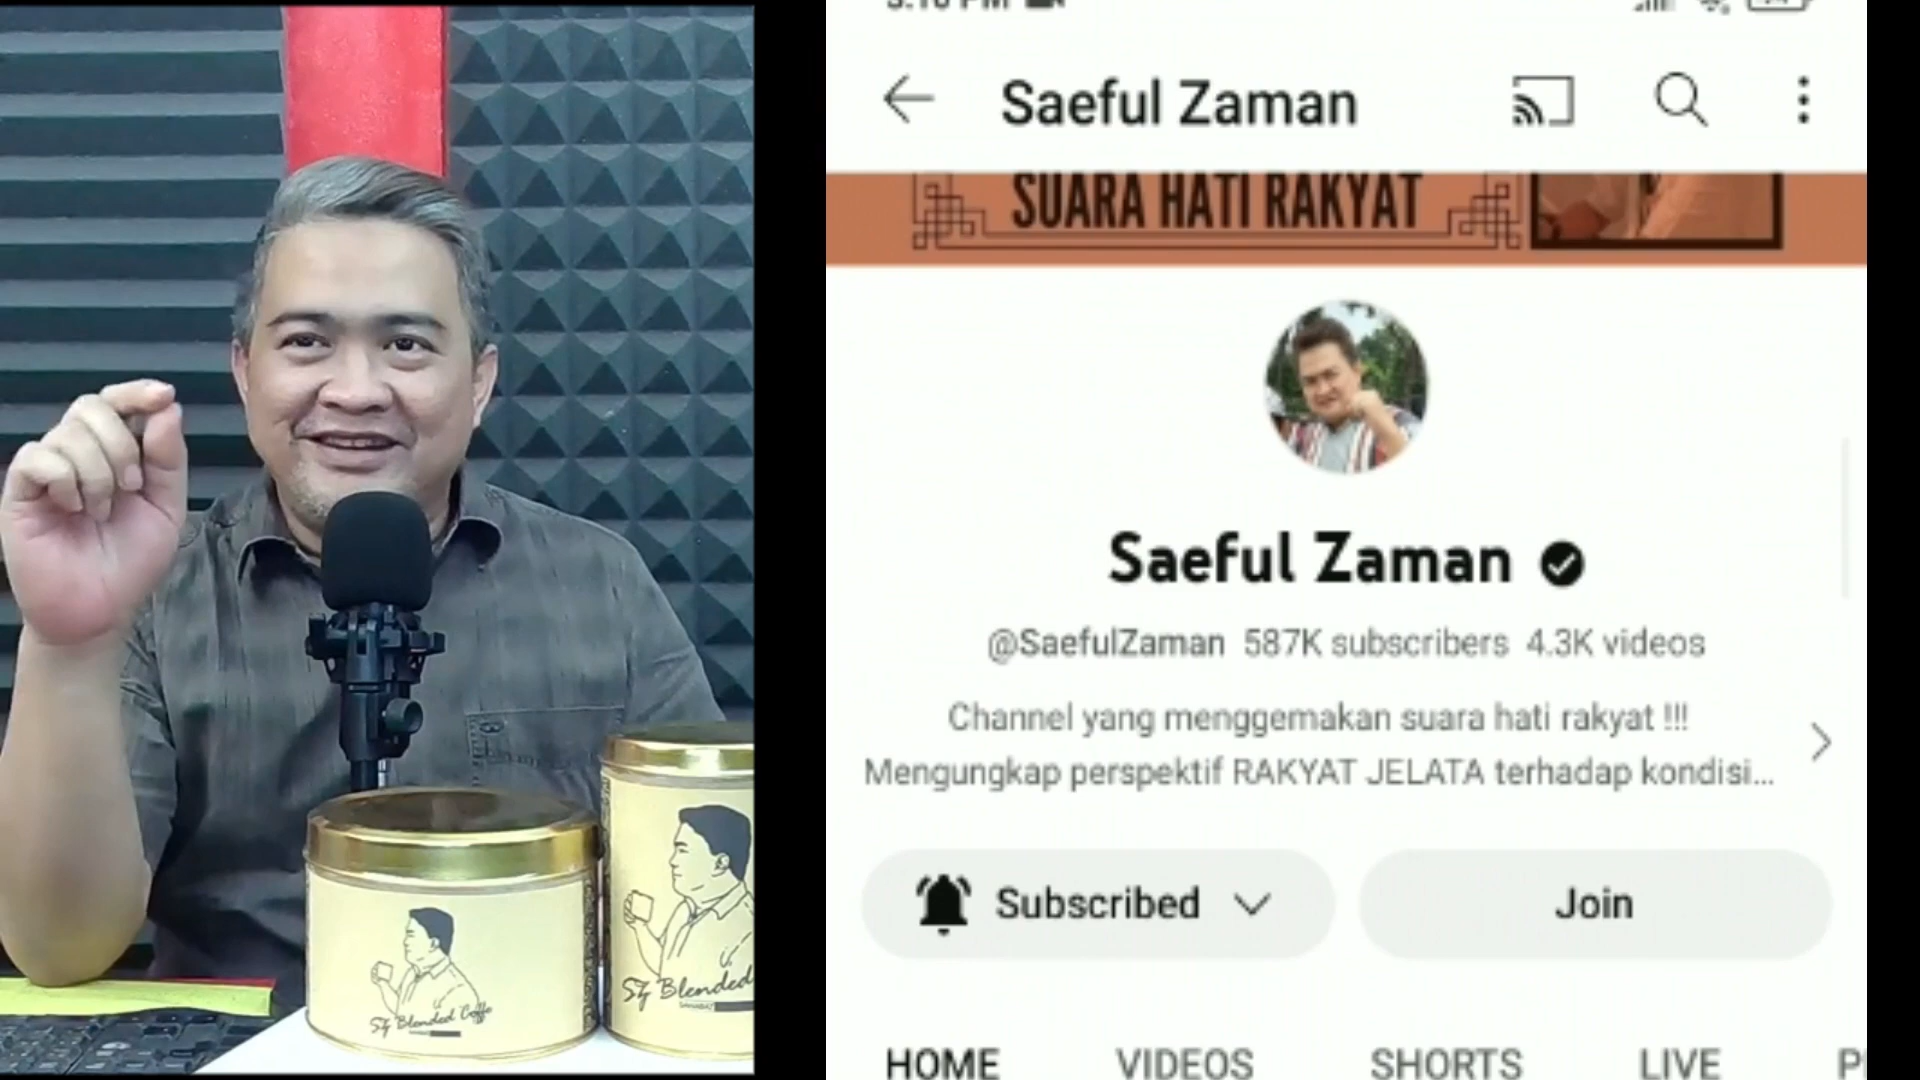 Saeful Zaman
SUARA HATI RAKYAT
Saeful Zaman
@SaefulZaman 587K subscribers 4.3K videos
Channel yang menggemakan suara hati rakyat !!!
Mengungkap perspektif RAKYAT JELATA terhadap kondisi...
Subscribed
Join
HOME VIDEOS SHORTS LIVE
SZ Blended Coffe
SZ Blended